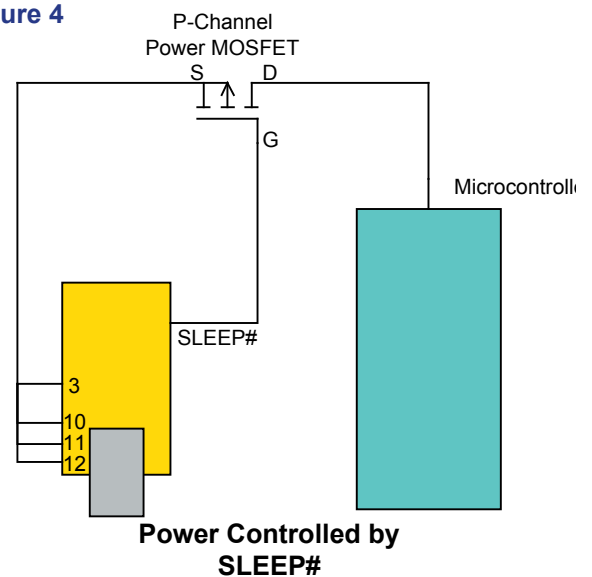 ure 4
P-Channel
Power MOSFET
S D
G
Microcontrolle
SLEEP#
3
10
11
12
Power Controlled by
SLEEP#